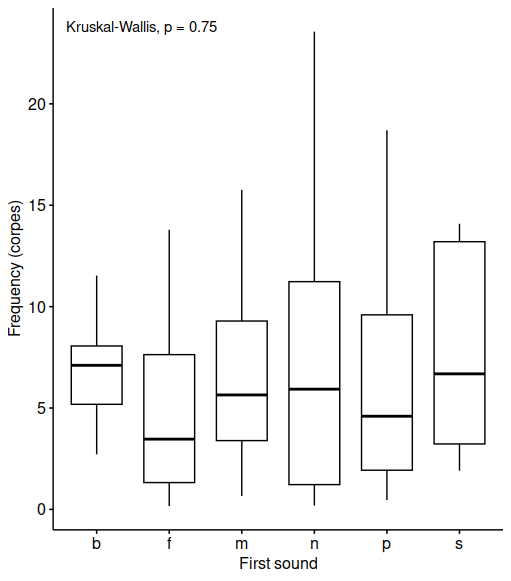 Kruskal-Wallis, p = 0.75
Frequency (corpes)
20
15
10
5
0
b f m n p s
First sound